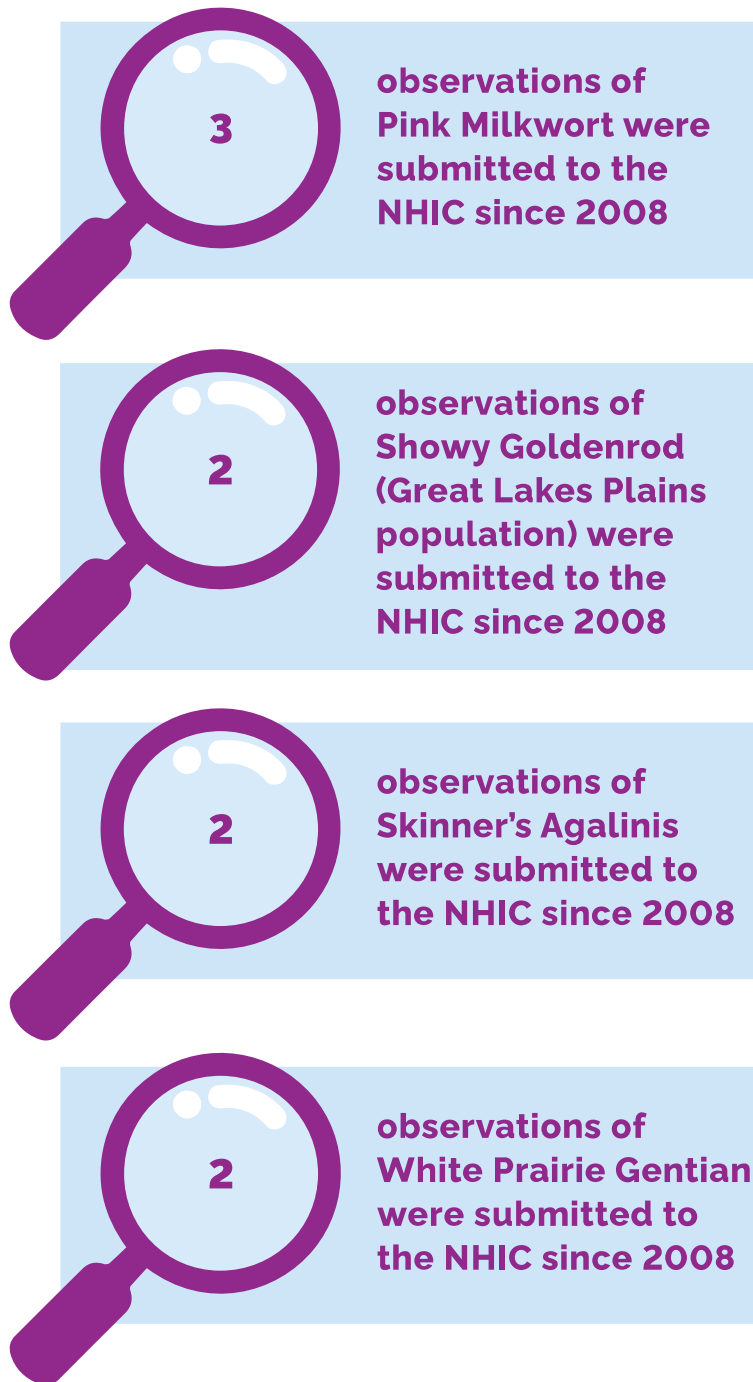 3
observations of
Pink Milkwort were
submitted to the
NHIC since 2008
2
observations of
Showy Goldenrod
(Great Lakes Plains
population) were
submitted to the
NHIC since 2008
2
observations of
Skinner’s Agalinis
were submitted to
the NHIC since 2008
2
observations of
White Prairie Gentian
were submitted to
the NHIC since 2008